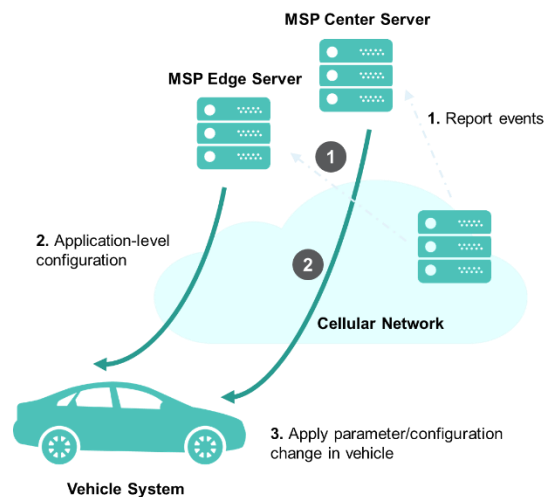 MSP Center Server
MSP Edge Server
1. Report events
1
2. Application-level
configuration
2
Cellular Network
3. Apply parameter/configuration
change in vehicle
Vehicle System